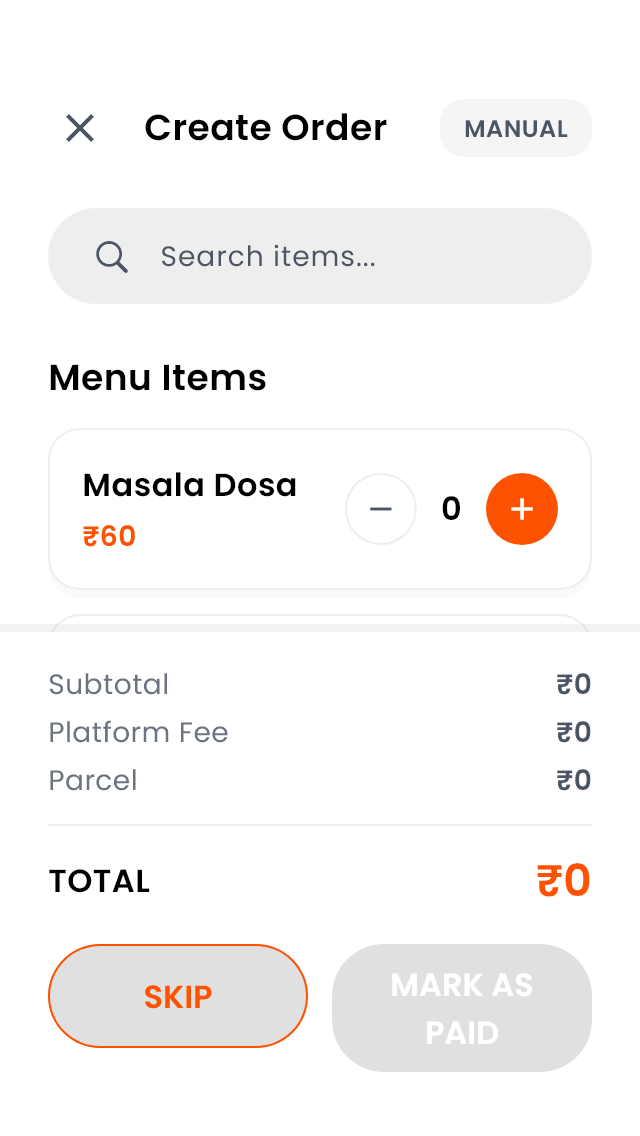 Create Order
MANUAL
Search items...
Menu Items
Masala Dosa
₹60
0
Subtotal ₹0
Platform Fee ₹0
Parcel ₹0
TOTAL ₹0
SKIP
MARK AS
PAID